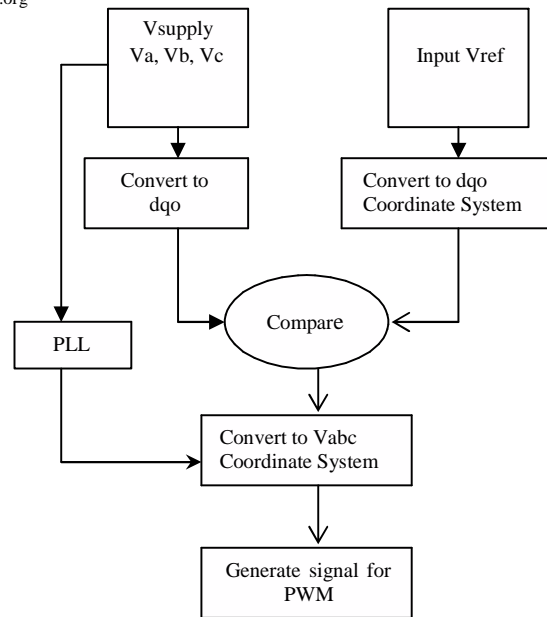 .org
Vsupply
Va, Vb, Vc
Input Vref
Convert to
dqo
Convert to dqo
Coordinate System
Compare
PLL
Convert to Vabc
Coordinate System
Generate signal for
PWM